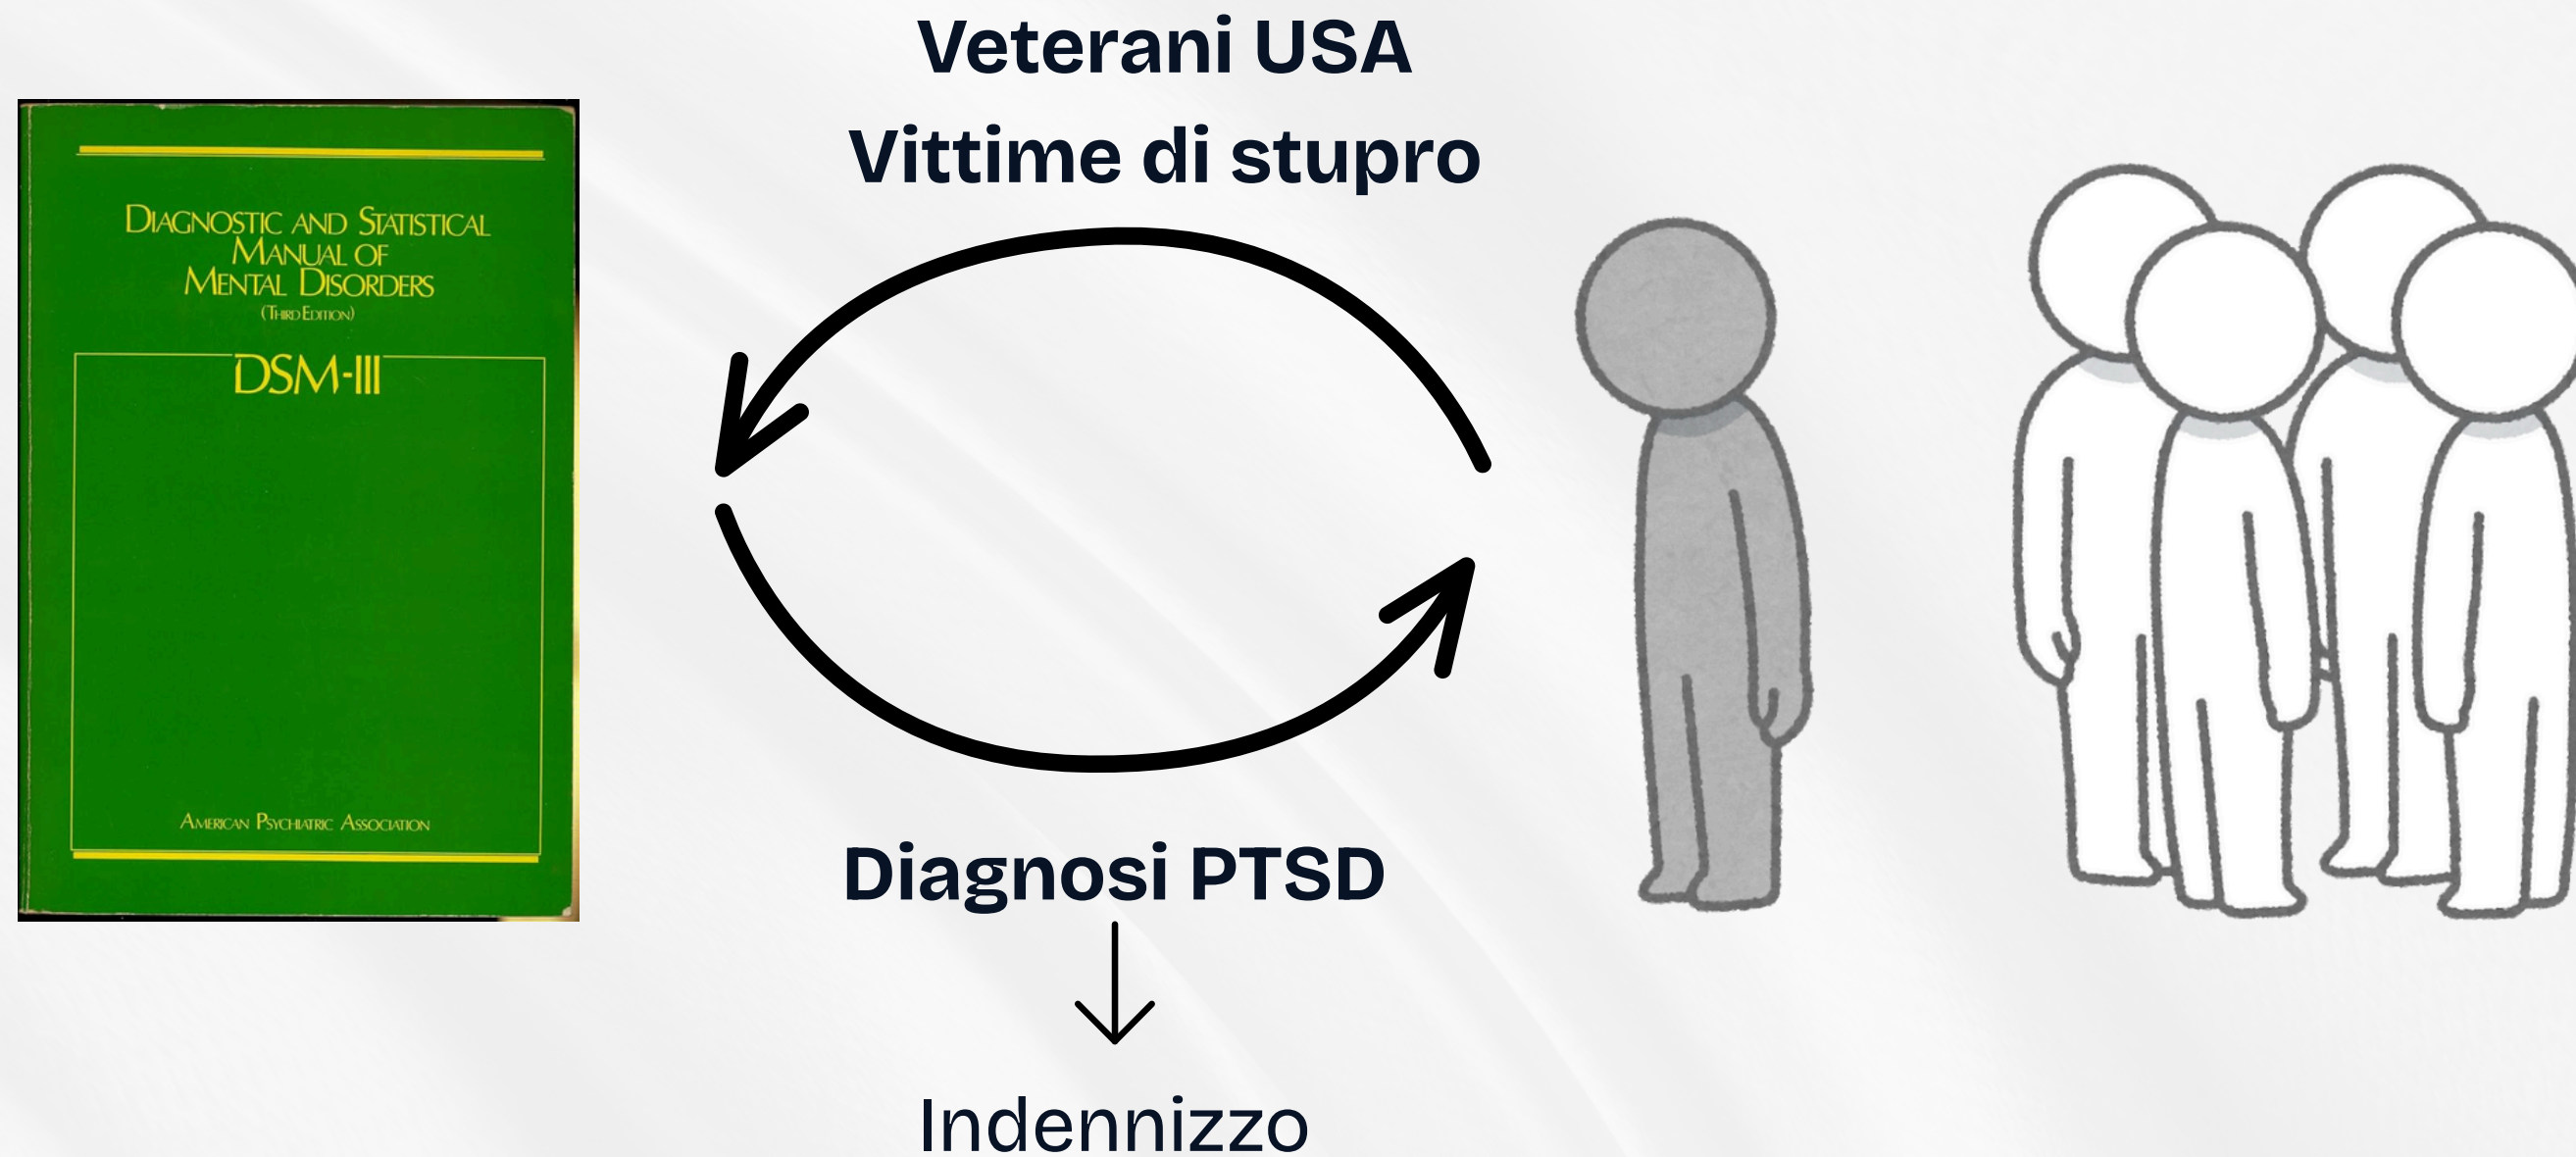 Veterani USA
Vittime di stupro
DIAGNOSTIC AND STATISTICAL
MANUAL OF
MENTAL DISORDERS
(THIRD EDITION)
DSM-III
AMERICAN PSYCHIATRIC ASSOCIATION
Diagnosi PTSD
Indennizzo